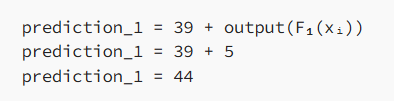 prediction_1 = 39 + output(F₁(xᵢ))
prediction_1 = 39 + 5
prediction_1 = 44